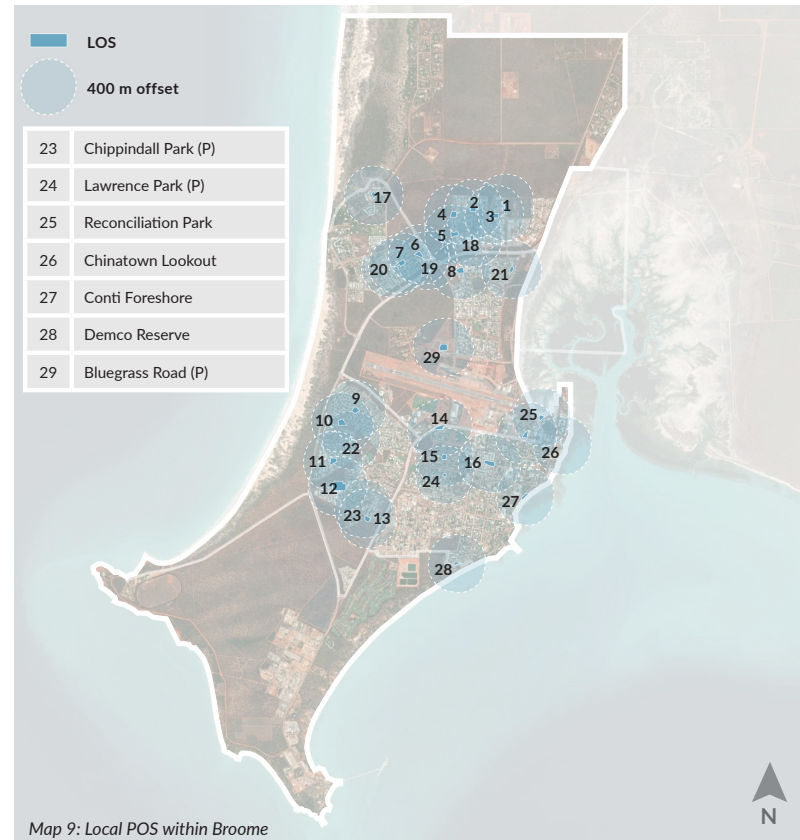 LOS
400 m offset
23 Chippindall Park (P)
24 Lawrence Park (P)
25 Reconciliation Park
26 Chinatown Lookout
27 Conti Foreshore
28 Demco Reserve
29 Bluegrass Road (P)
17
2
1
4
3
5
6
18
7
20
19
8
21
29
9
10
14
25
22
26
11
15
16
12
24
27
23
13
28
N
Map 9: Local POS within Broome